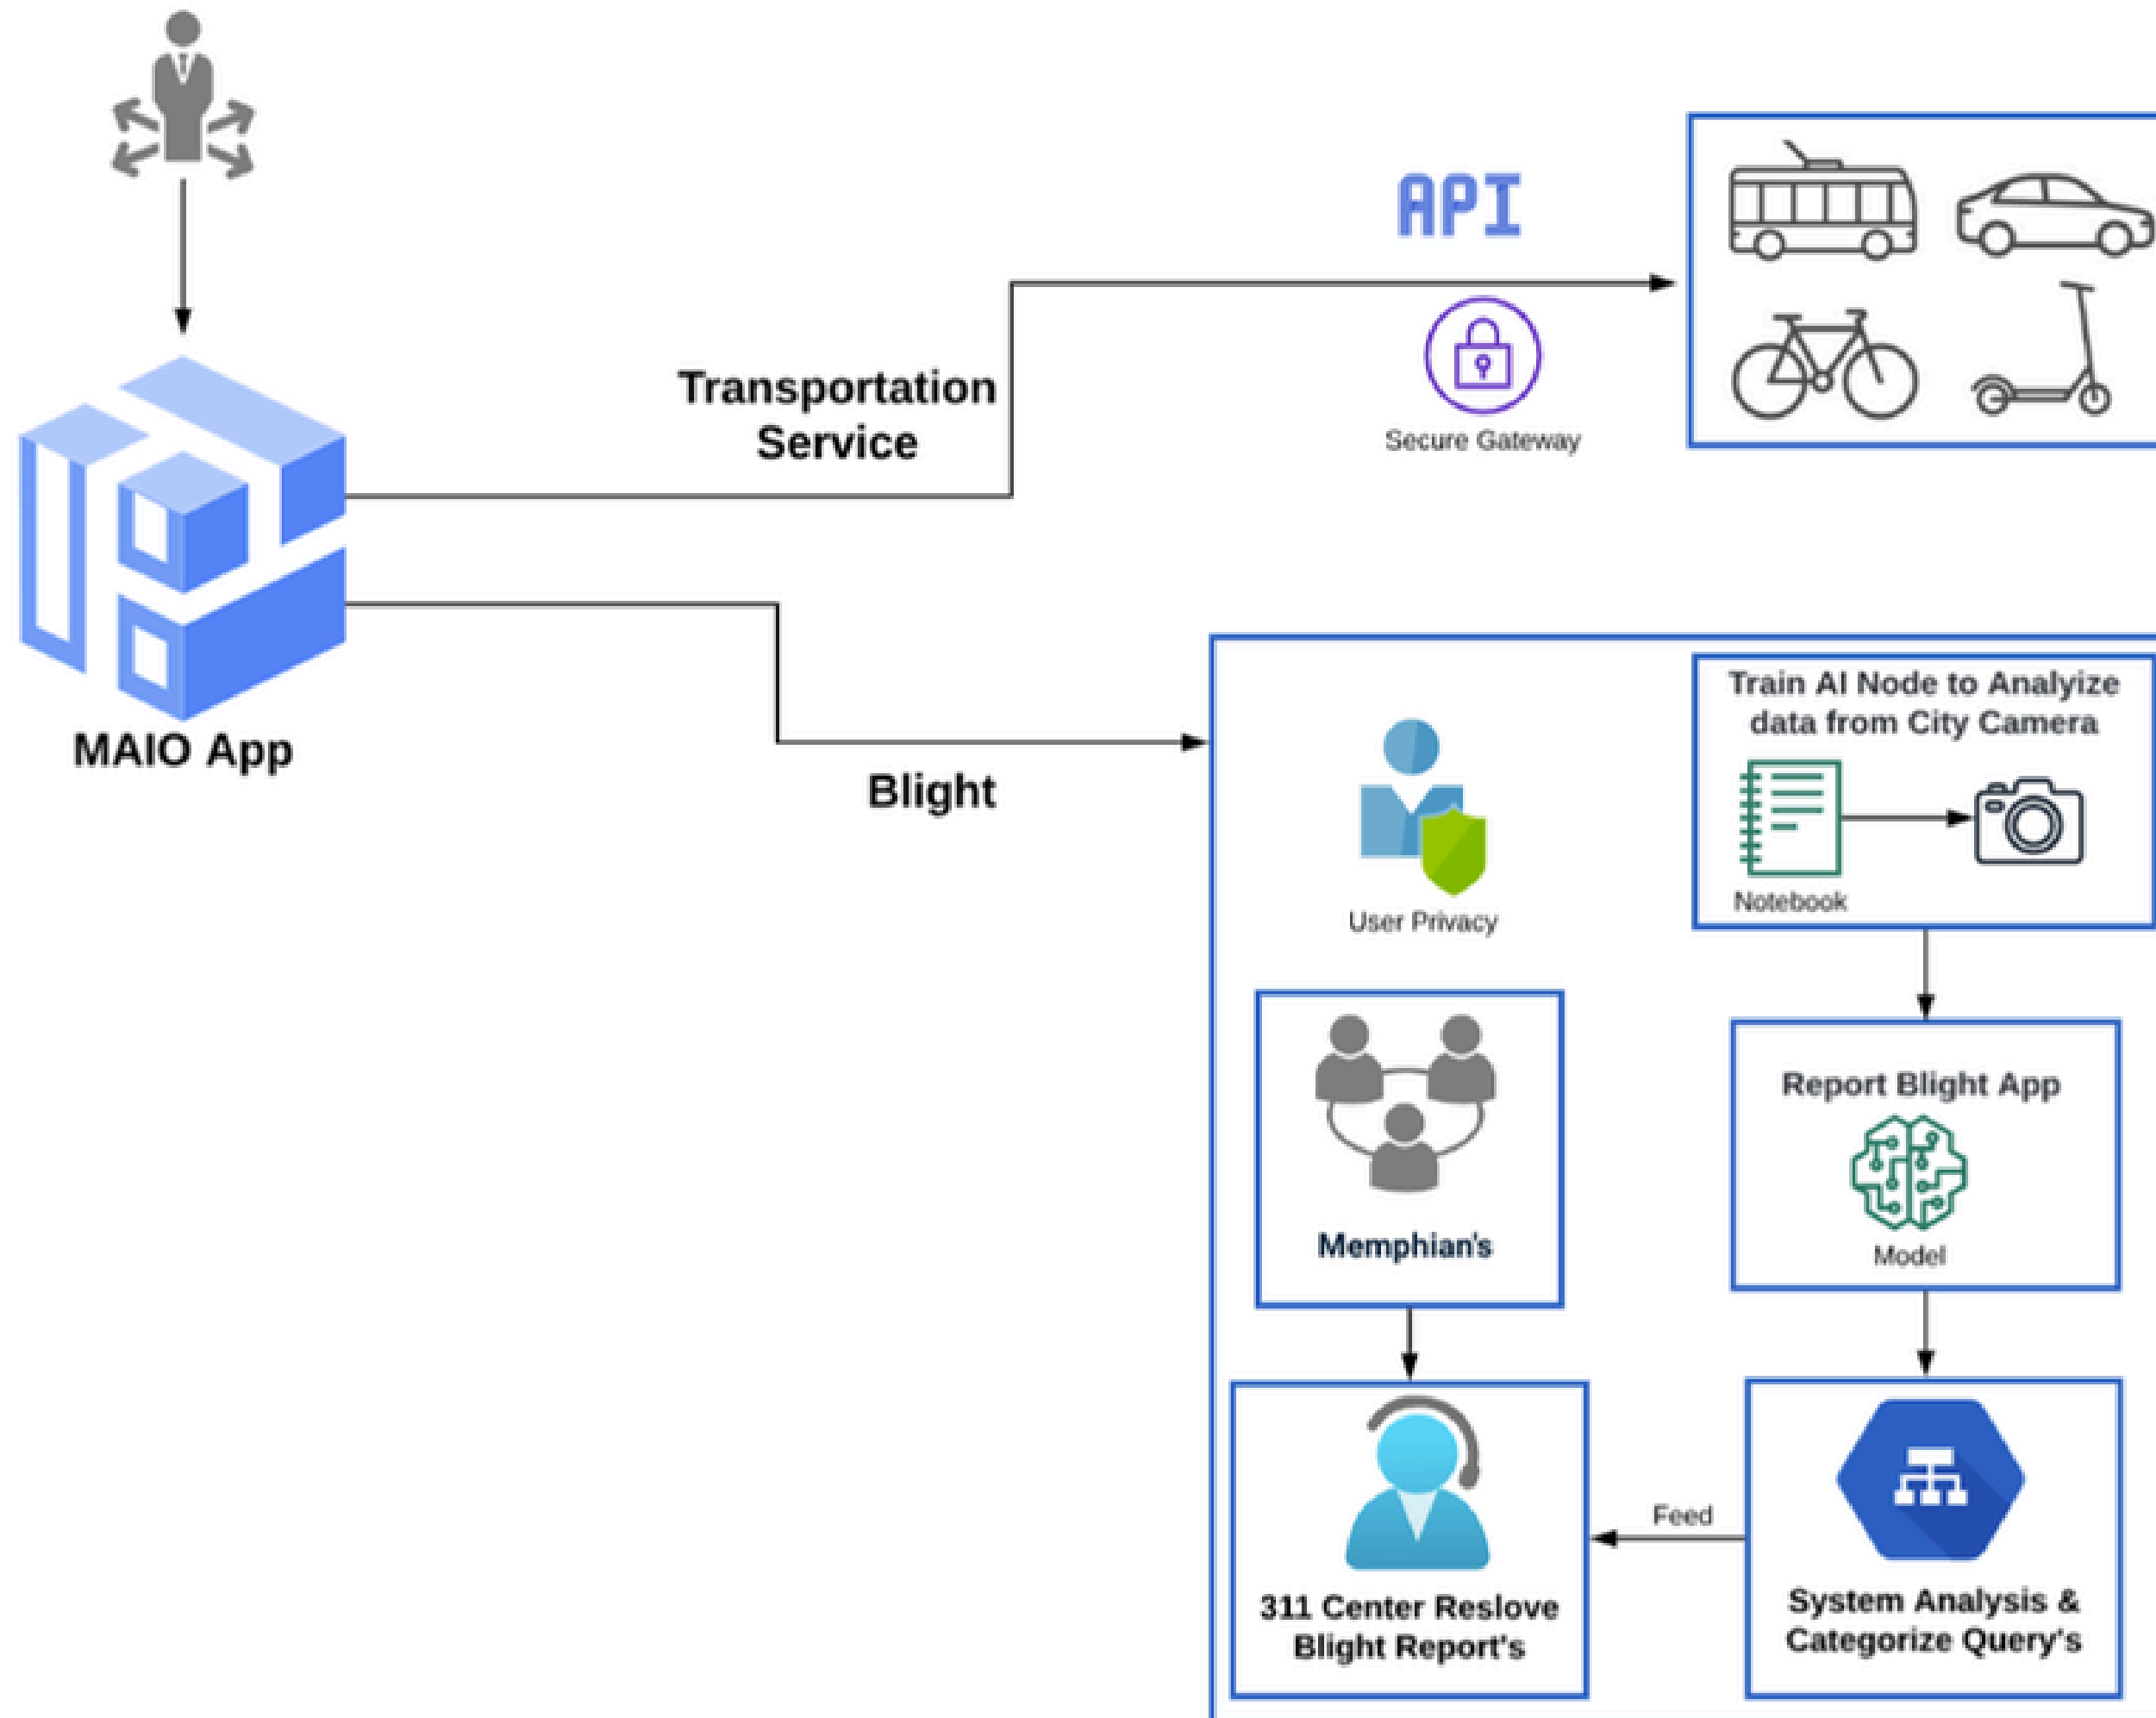 API
Secure Gateway
Transportation
Service
MAIO App
Blight
Train AI Node to Analyize
data from City Camera
Notebook
User Privacy
Report Blight App
Model
Memphian's
311 Center Reslove
Blight Report's
Feed
System Analysis &
Categorize Query's